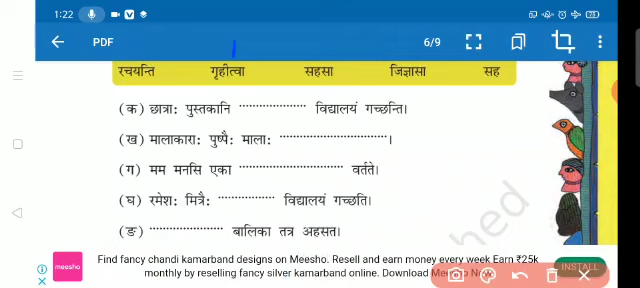 1:22
PDF 6/9
रचयन्ति गृहीत्वा सहसा जिज्ञासा सह
(क) छात्राः पुस्तकानि ................... विद्यालयं गच्छन्ति।
(ख) मालाकाराः पुष्पैः मालाः ............................।
(ग) मम मनसि एका ........................... वर्तते।
(घ) रमेशः मित्रैः ................ विद्यालयं गच्छति।
(ङ) .................... बालिका तत्र अहसत।
Find fancy chandi kamarband designs on Meesho. Resell and earn money every week Earn ₹25k
monthly by reselling fancy silver kamarband online. Download Meesho Now
meesho
INSTALL